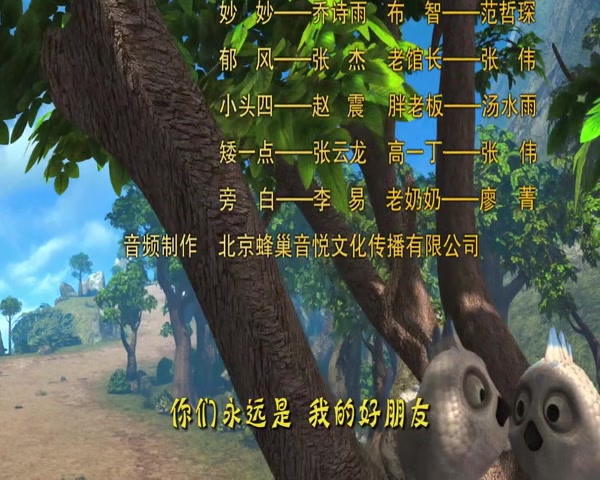 妙 妙——乔诗雨 布 智——范哲琛
郁 风——张 杰 老馆长——张 伟
小头四——赵 震 胖老板——汤水雨
矮一点——张云龙 高一丁——张 伟
旁 白——李 易 老奶奶——廖 菁
音频制作 北京蜂巢音悦文化传播有限公司
你们永远是 我的好朋友